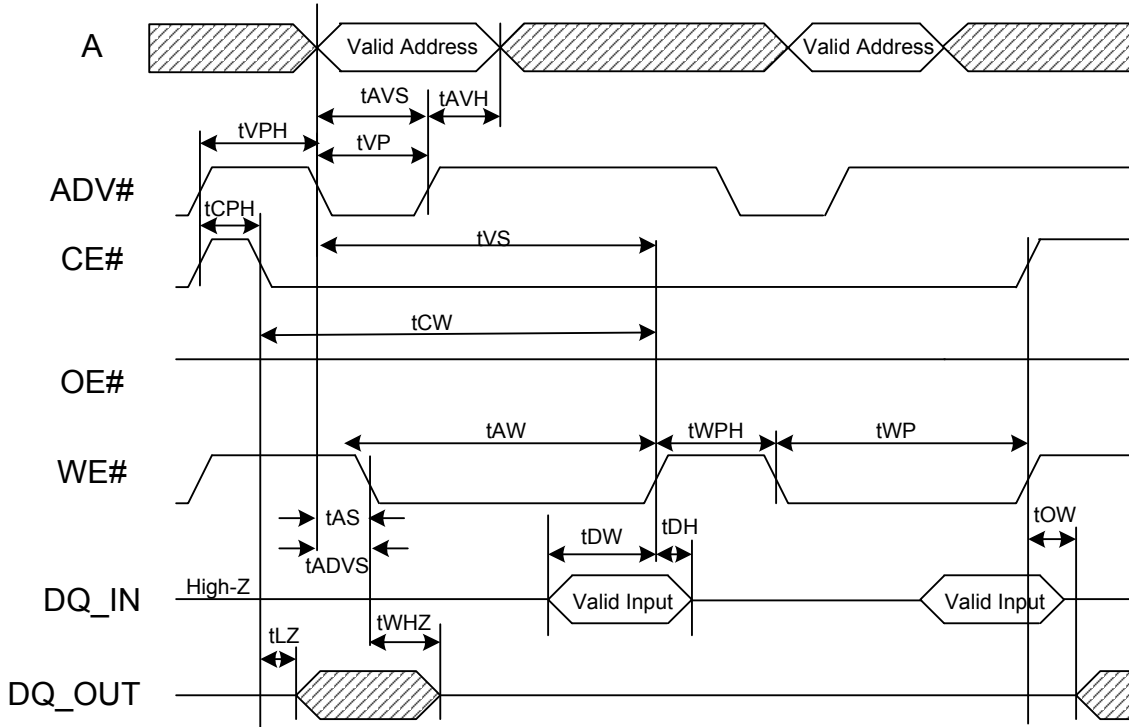 A
Valid Address
Valid Address
tAVS
tAVH
tVPH
tVP
ADV#
tCPH
tVS
CE#
tCW
OE#
tAW
tWPH
tWP
WE#
tAS
tDW
tDH
tOW
tADVS
High-Z
DQ_IN
Valid Input
Valid Input
tWHZ
tLZ
DQ_OUT